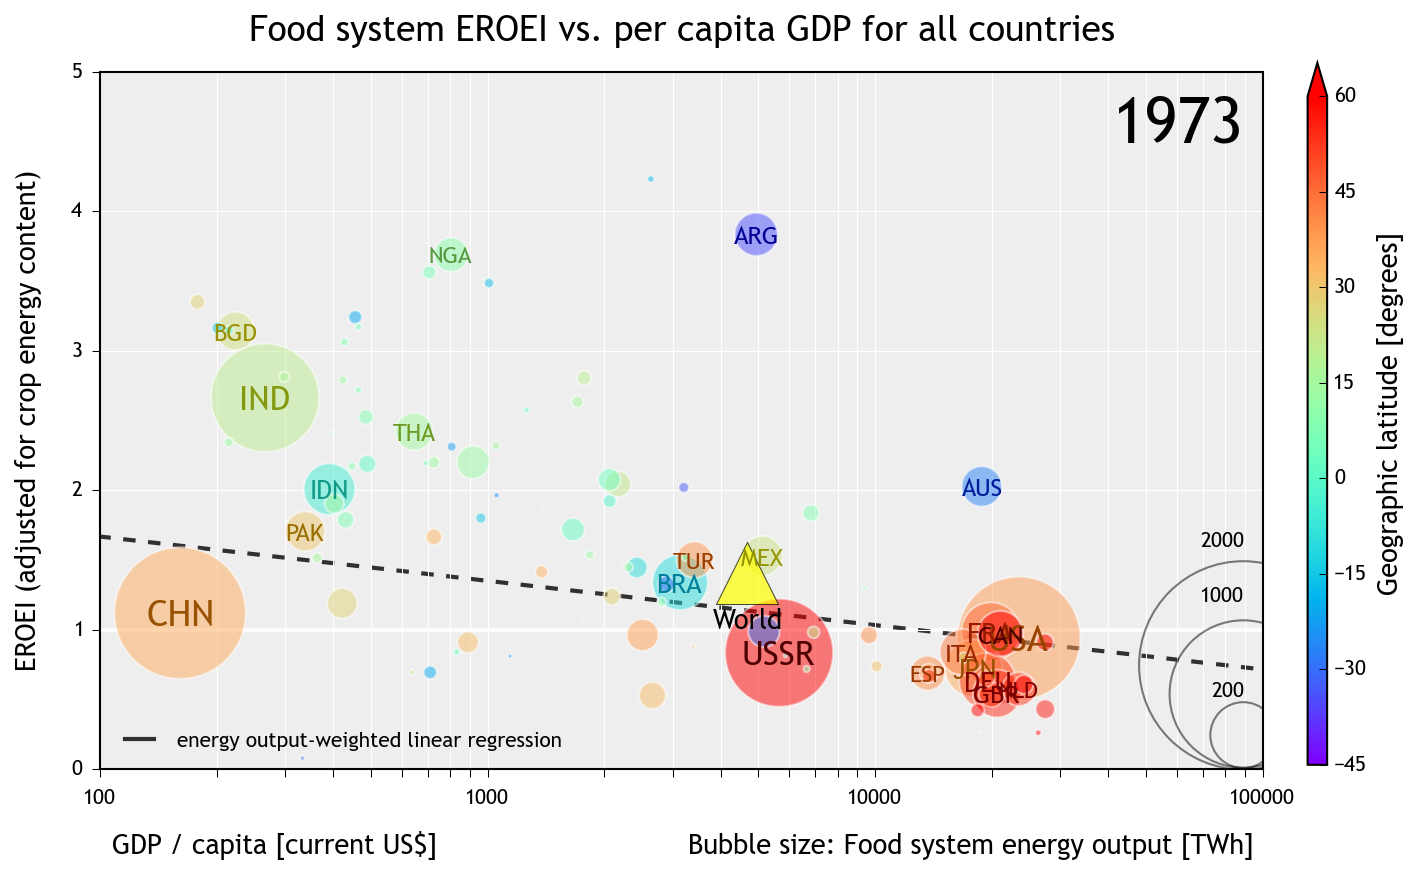 Food system EROEI vs. per capita GDP for all countries
1973
EROEI (adjusted for crop energy content)
5
4
3
2
1
0
100
1000
10000
100000
GDP / capita [current US$]
Bubble size: Food system energy output [TWh]
Geographic latitude [degrees]
60
45
30
15
0
−15
−30
−45
ARG
NGA
BGD
IND
THA
IDN
AUS
PAK
TUR
MEX
BRA
CHN
World
USSR
FRA
CAN
USA
ITA
JPN
ESP
DEU
NLD
GBR
2000
1000
200
energy output-weighted linear regression